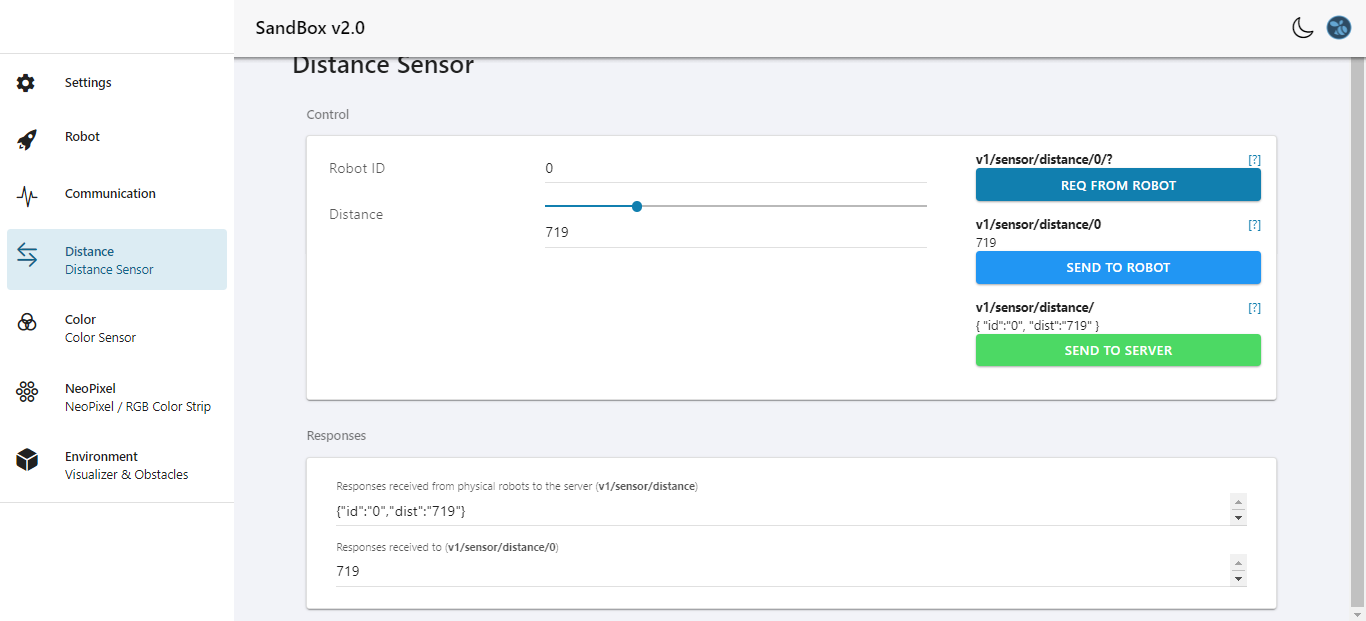 SandBox v2.0
Settings
Robot
Communication
Distance
Distance Sensor
Color
Color Sensor
NeoPixel
NeoPixel / RGB Color Strip
Environment
Visualizer & Obstacles
Distance Sensor
Control
Robot ID
0
Distance
719
v1/sensor/distance/0/? [?]
REQ FROM ROBOT
v1/sensor/distance/0 [?]
719
SEND TO ROBOT
v1/sensor/distance/ [?]
{ "id":"0", "dist":"719" }
SEND TO SERVER
Responses
Responses received from physical robots to the server (v1/sensor/distance)
{"id":"0","dist":"719"}
Responses received to (v1/sensor/distance/0)
719